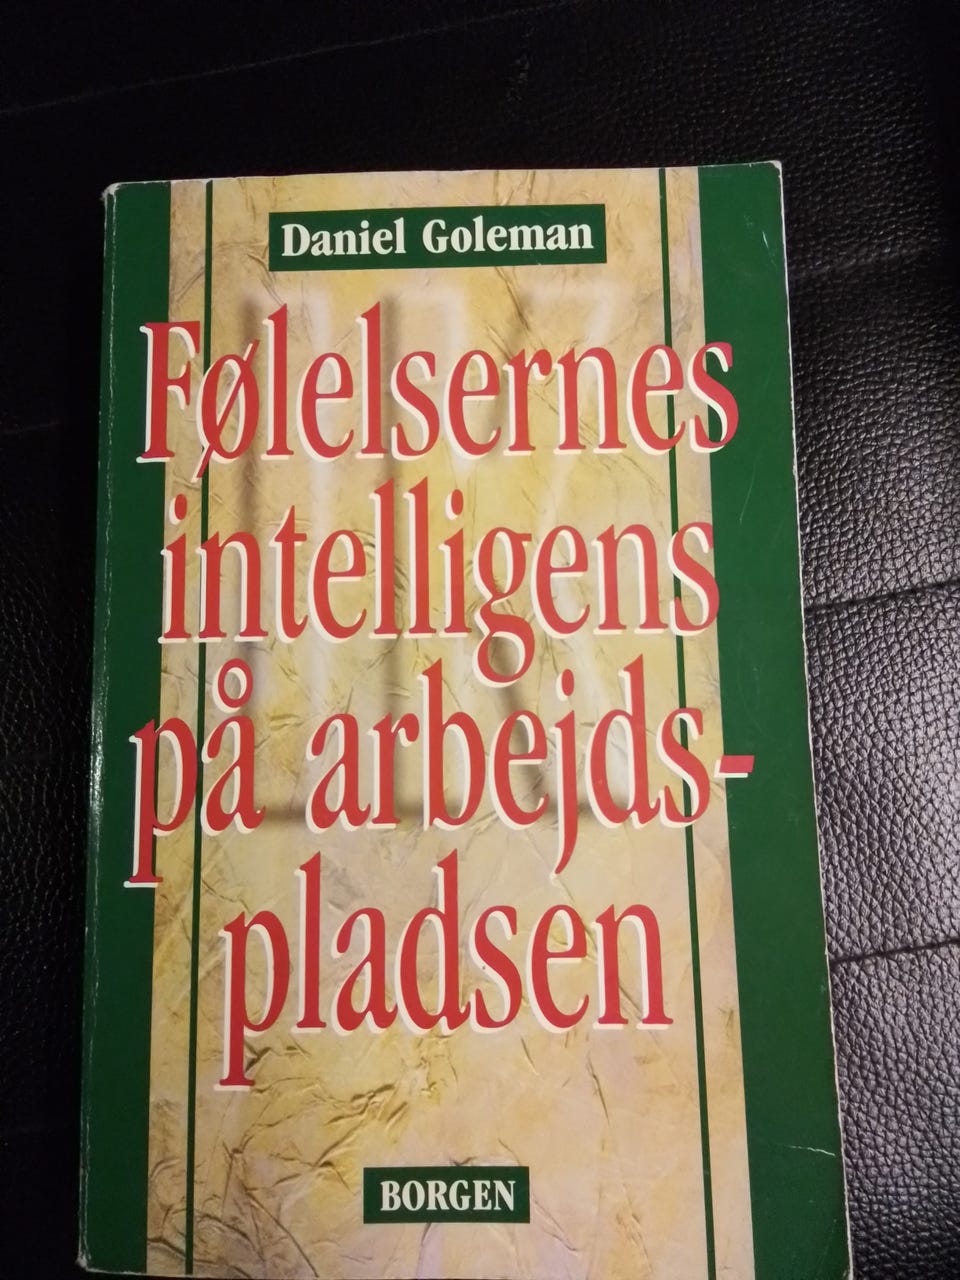 Daniel Goleman
Følelsernes
intelligens
på arbejds-
pladsen
BORGEN